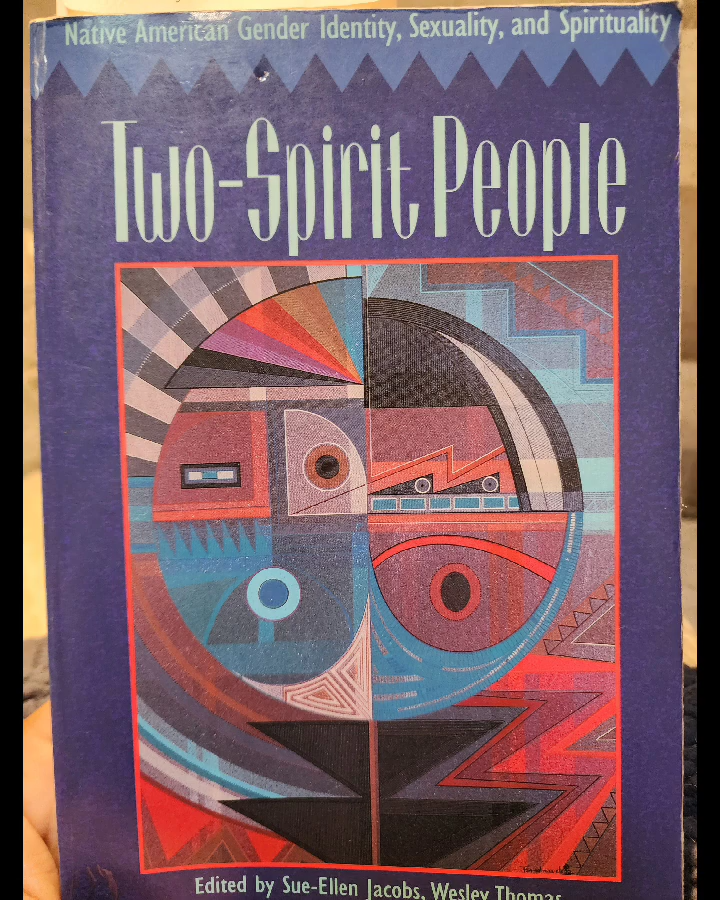 Native American Gender Identity, Sexuality, and Spirituality
Two-Spirit People
Edited by Sue-Ellen Jacobs, Wesley Thomas